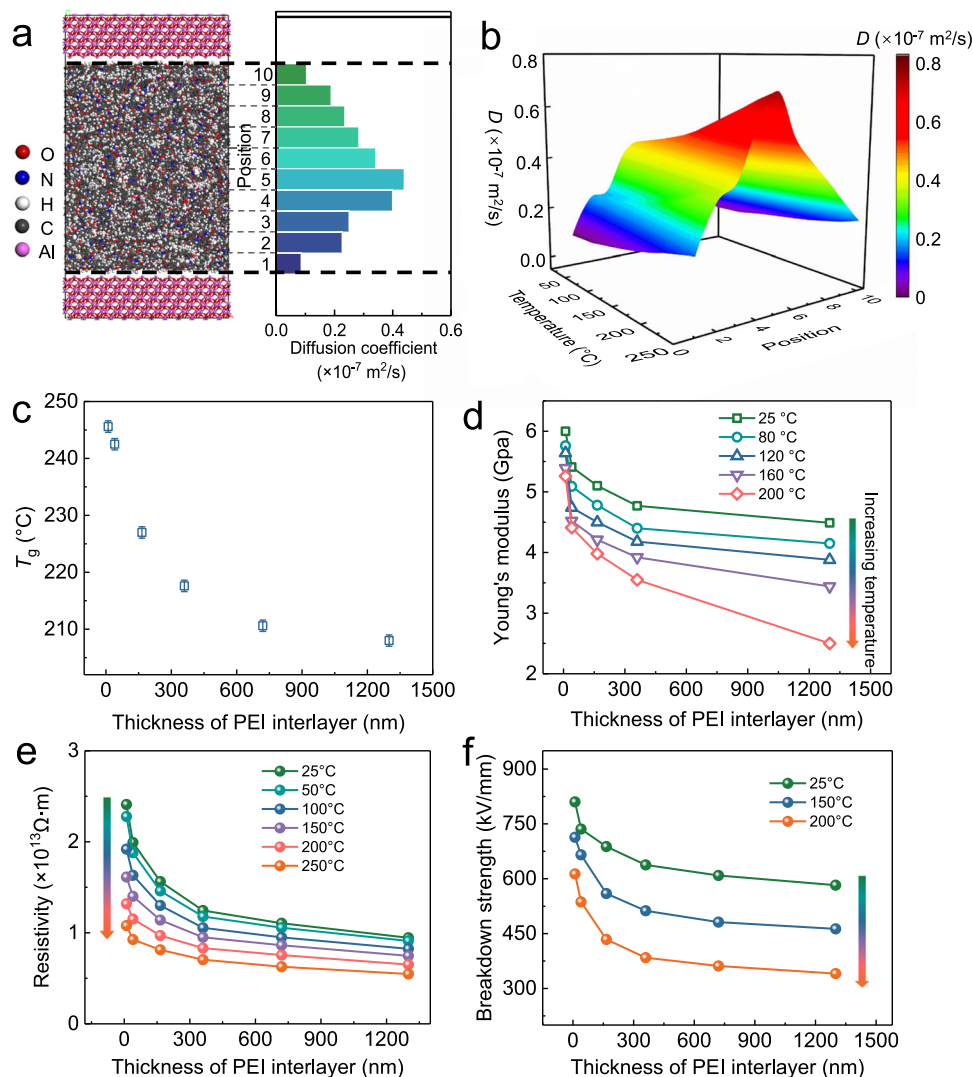 a
O
N
H
C
Al
Position
10
9
8
7
6
5
4
3
2
1
0.0 0.2 0.4 0.6
Diffusion coefficient
(×10⁻⁷ m²/s)
b
D (×10⁻⁷ m²/s)
0.8
0.6
0.4
0.2
0
D (×10⁻⁷ m²/s)
0.8
0.6
0.4
0.2
0.0
50
100
150
200
250
Temperature (°C)
0 2 4 6 8 10
Position
c
250
240
230
220
210
Tg (°C)
0 300 600 900 1200 1500
Thickness of PEI interlayer (nm)
d
25 °C
80 °C
120 °C
160 °C
200 °C
6
5
4
3
2
Young's modulus (Gpa)
Increasing temperature
0 300 600 900 1200 1500
Thickness of PEI interlayer (nm)
e
25°C
50°C
100°C
150°C
200°C
250°C
3
2
1
0
Resistivity (×10¹³Ω·m)
0 300 600 900 1200
Thickness of PEI interlayer (nm)
f
25°C
150°C
200°C
900
750
600
450
300
Breakdown strength (kV/mm)
0 300 600 900 1200 1500
Thickness of PEI interlayer (nm)